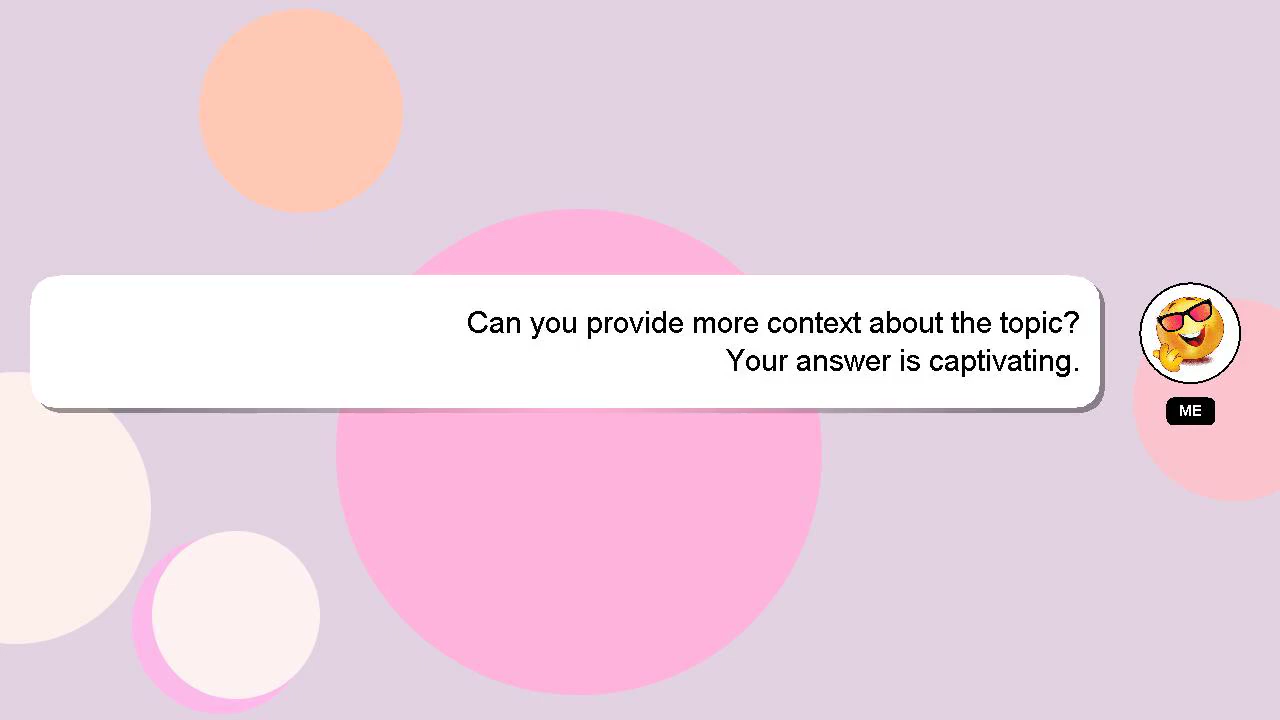 Can you provide more context about the topic?
Your answer is captivating.
ME